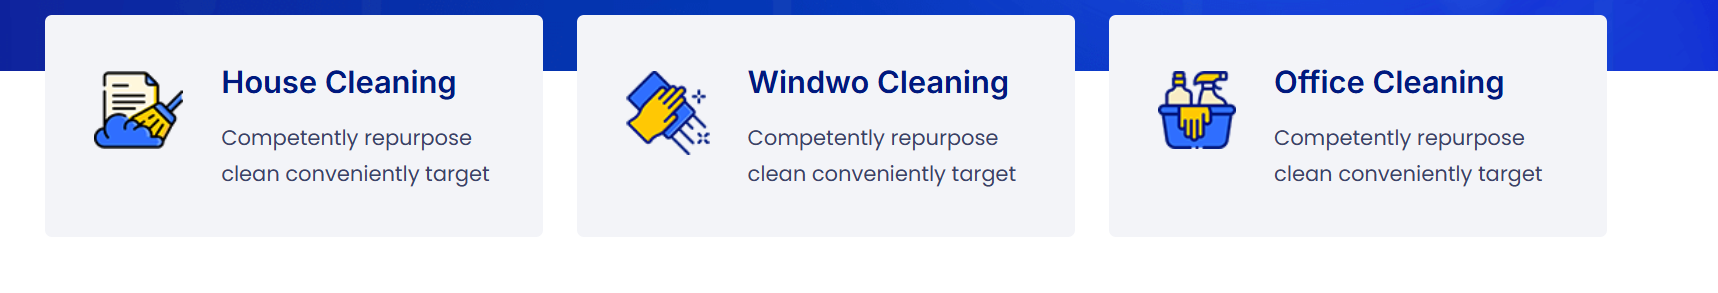 House Cleaning
Competently repurpose
clean conveniently target
Windwo Cleaning
Competently repurpose
clean conveniently target
Office Cleaning
Competently repurpose
clean conveniently target